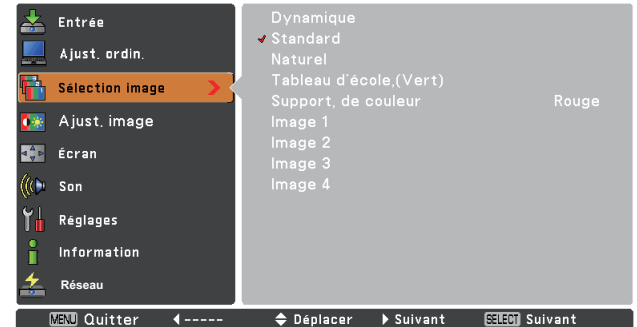 Entrée
Ajust. ordin.
Sélection image
Ajust. image
Écran
Son
Réglages
Information
Réseau
Dynamique
Standard
Naturel
Tableau d'école,(Vert)
Support, de couleur Rouge
Image 1
Image 2
Image 3
Image 4
MENU Quitter ----- Déplacer Suivant SELECT Suivant